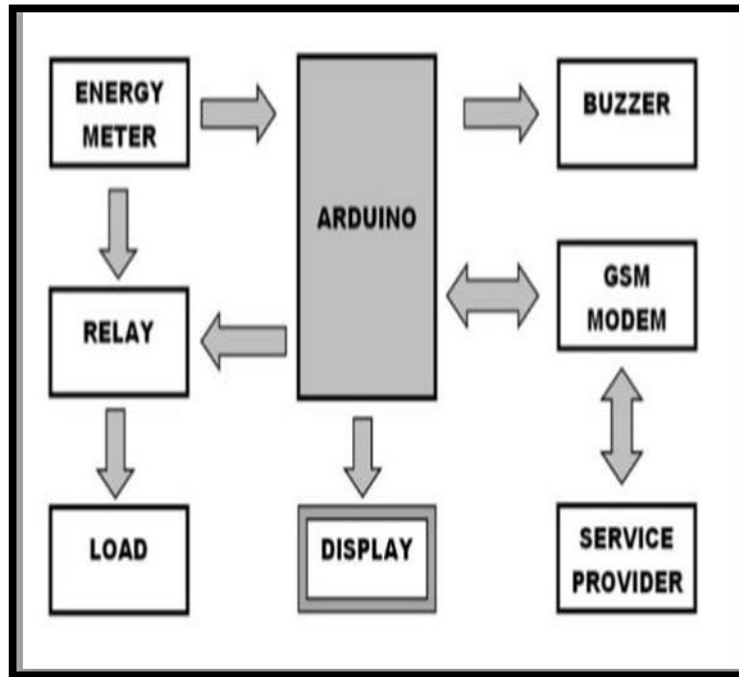 ENERGY
METER
ARDUINO
BUZZER
RELAY
GSM
MODEM
LOAD
DISPLAY
SERVICE
PROVIDER